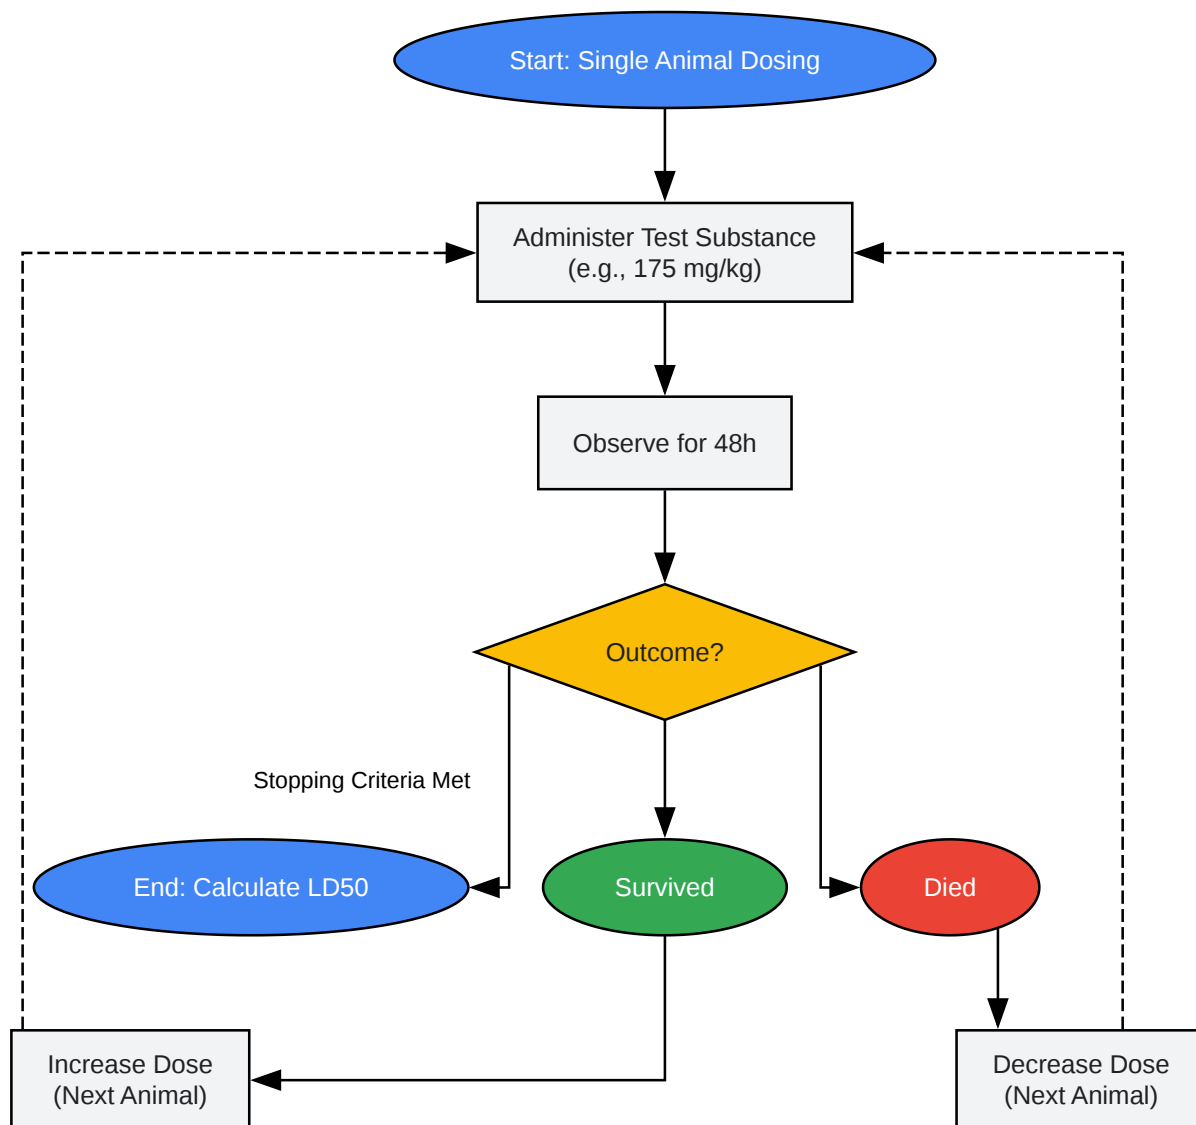 Start: Single Animal Dosing
Administer Test Substance
(e.g., 175 mg/kg)
Observe for 48h
Outcome?
Stopping Criteria Met
End: Calculate LD50
Survived
Died
Increase Dose
(Next Animal)
Decrease Dose
(Next Animal)